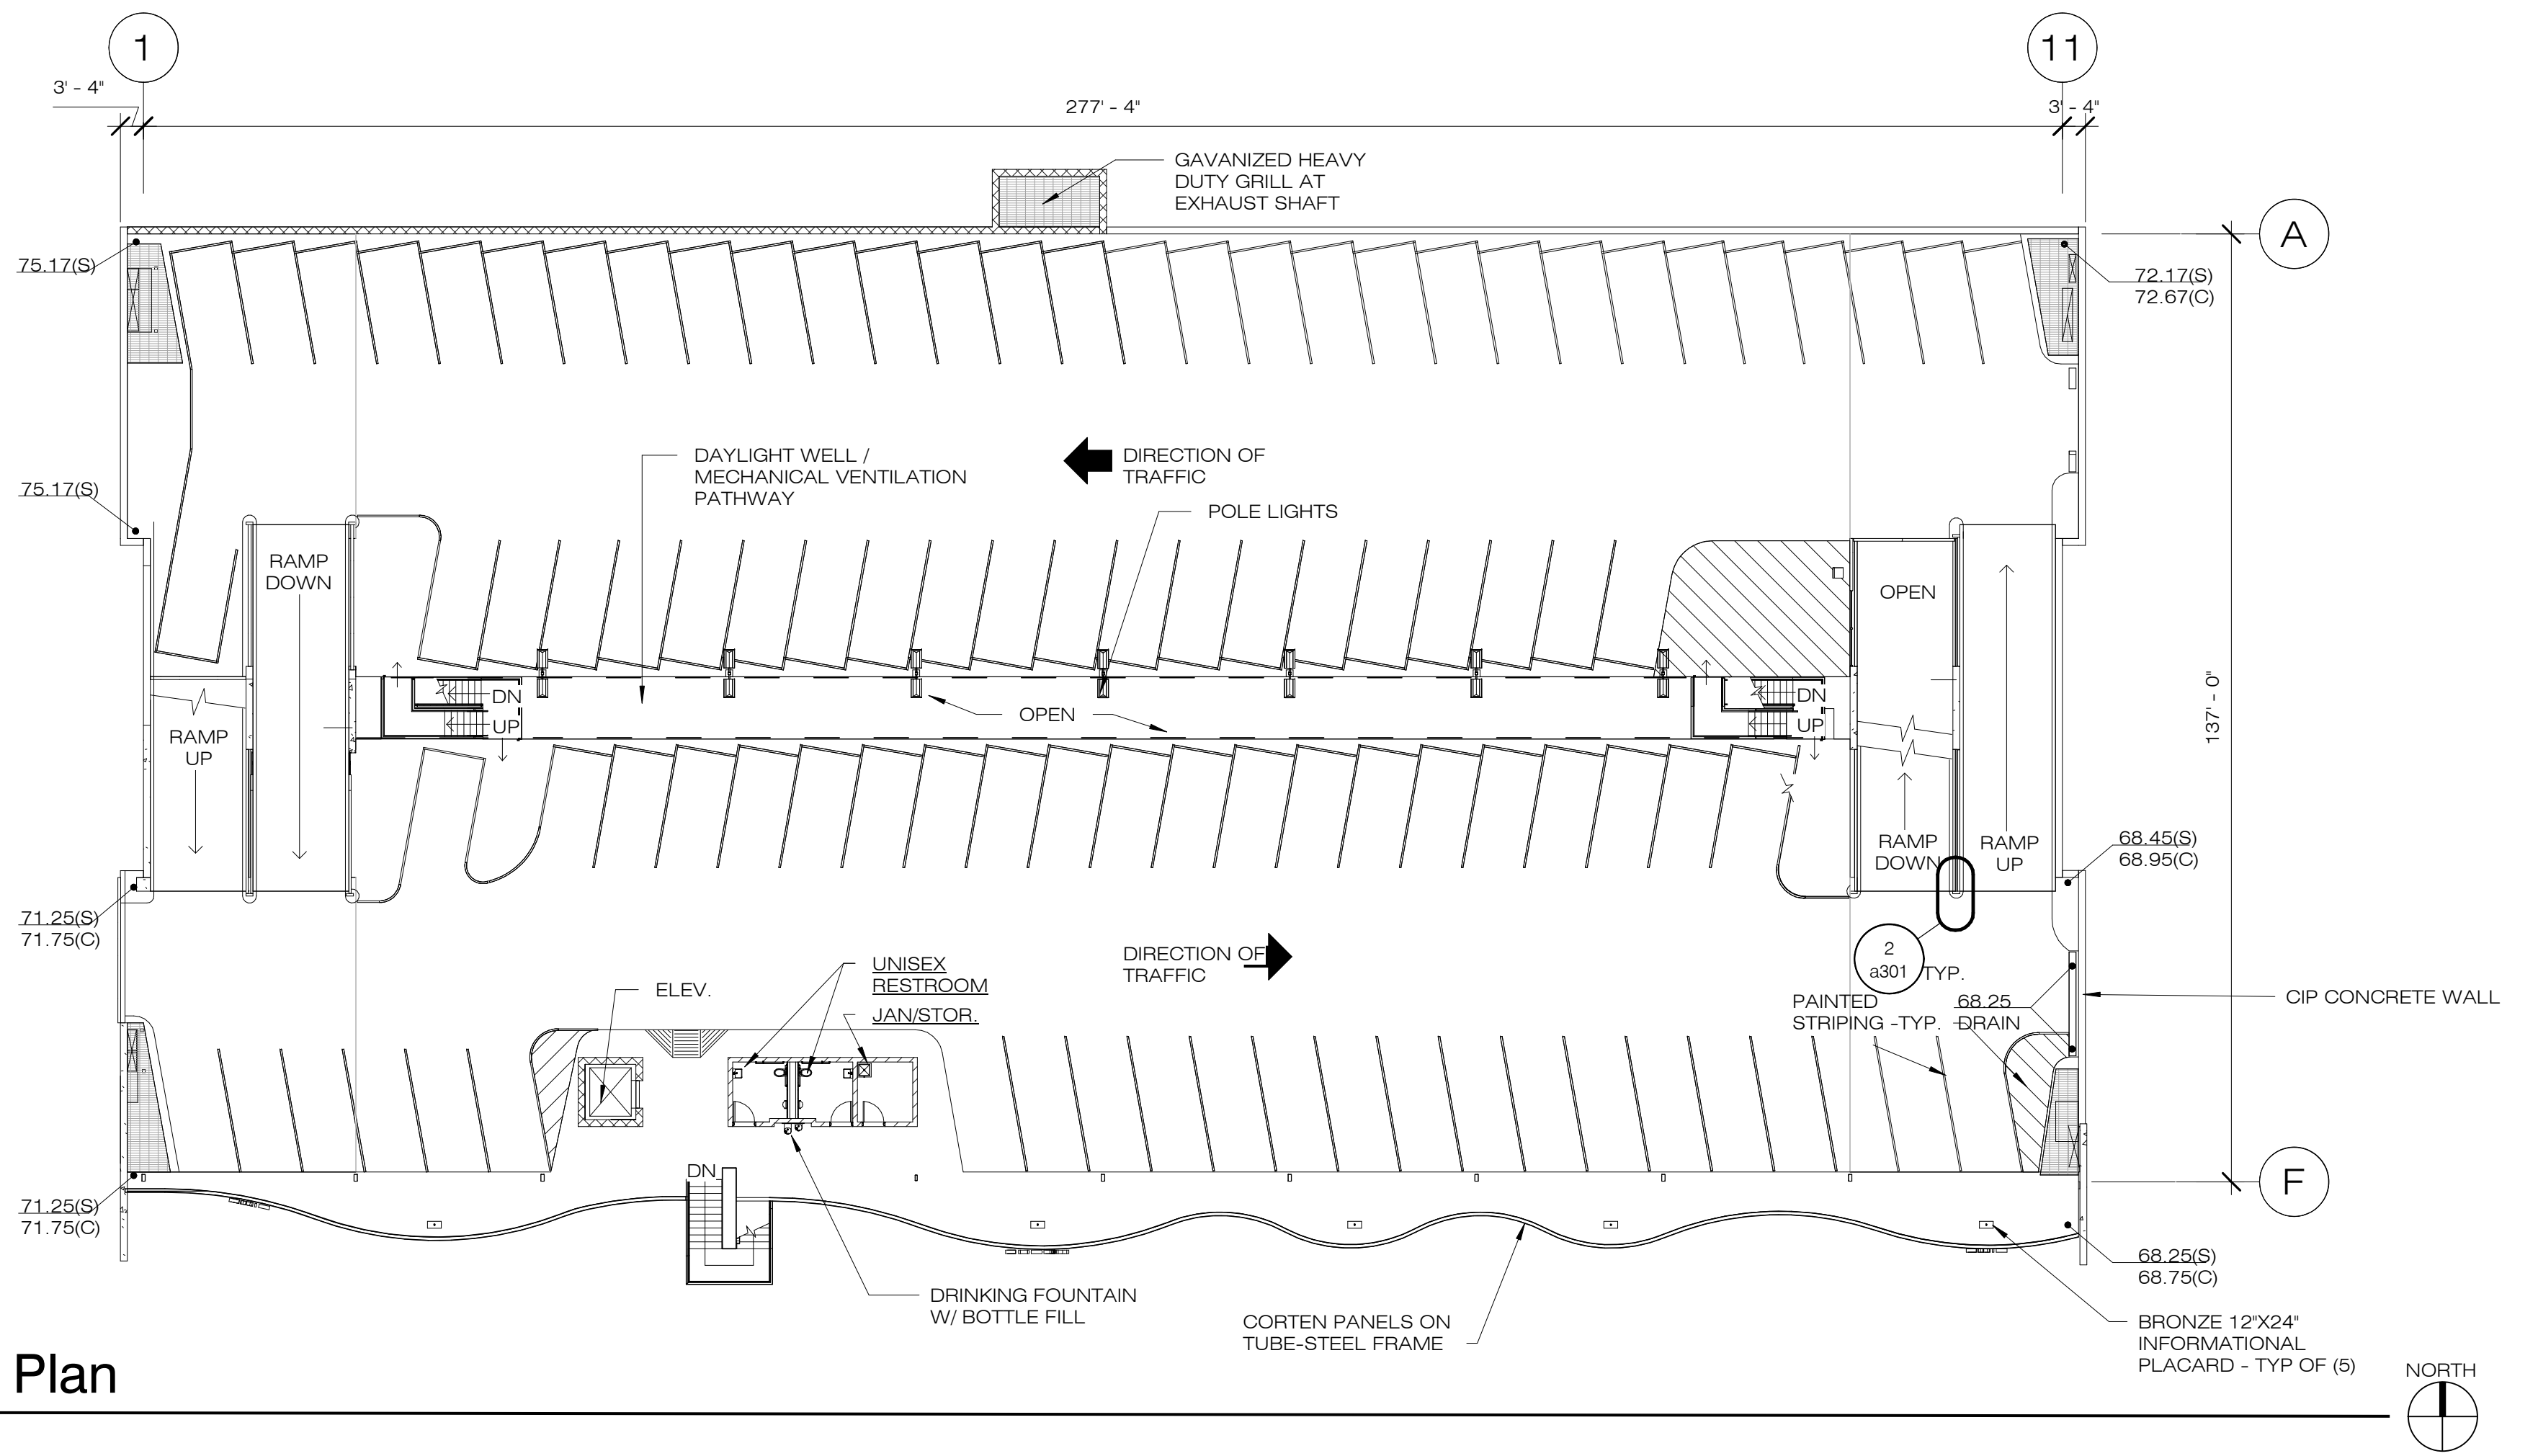 1
11
3' - 4"
277' - 4"
3' - 4"
GAVANIZED HEAVY
DUTY GRILL AT
EXHAUST SHAFT
A
75.17(S)
72.17(S)
72.67(C)
DAYLIGHT WELL /
MECHANICAL VENTILATION
PATHWAY
DIRECTION OF
TRAFFIC
75.17(S)
POLE LIGHTS
RAMP
DOWN
OPEN
DN
UP
OPEN
DN
UP
137' - 0"
RAMP
UP
RAMP
DOWN
RAMP
UP
68.45(S)
68.95(C)
71.25(S)
71.75(C)
DIRECTION OF
TRAFFIC
2
a301
TYP.
UNISEX
RESTROOM
ELEV.
JAN/STOR.
PAINTED
STRIPING -TYP.
68.25
DRAIN
CIP CONCRETE WALL
DN
F
71.25(S)
71.75(C)
68.25(S)
68.75(C)
DRINKING FOUNTAIN
W/ BOTTLE FILL
CORTEN PANELS ON
TUBE-STEEL FRAME
BRONZE 12"X24"
INFORMATIONAL
PLACARD - TYP OF (5)
Plan
NORTH